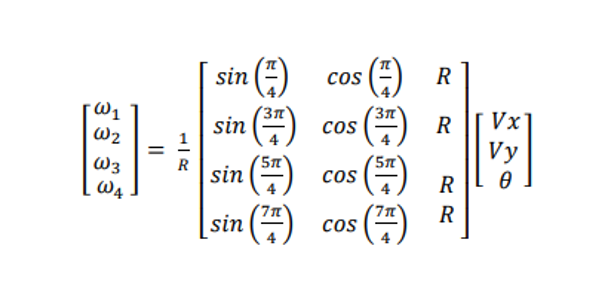 [ω₁ ω₂ ω₃ ω₄] = 1/R [sin(π/4) cos(π/4) R
sin(3π/4) cos(3π/4) R
sin(5π/4) cos(5π/4) R
sin(7π/4) cos(7π/4) R] [Vx Vy θ]